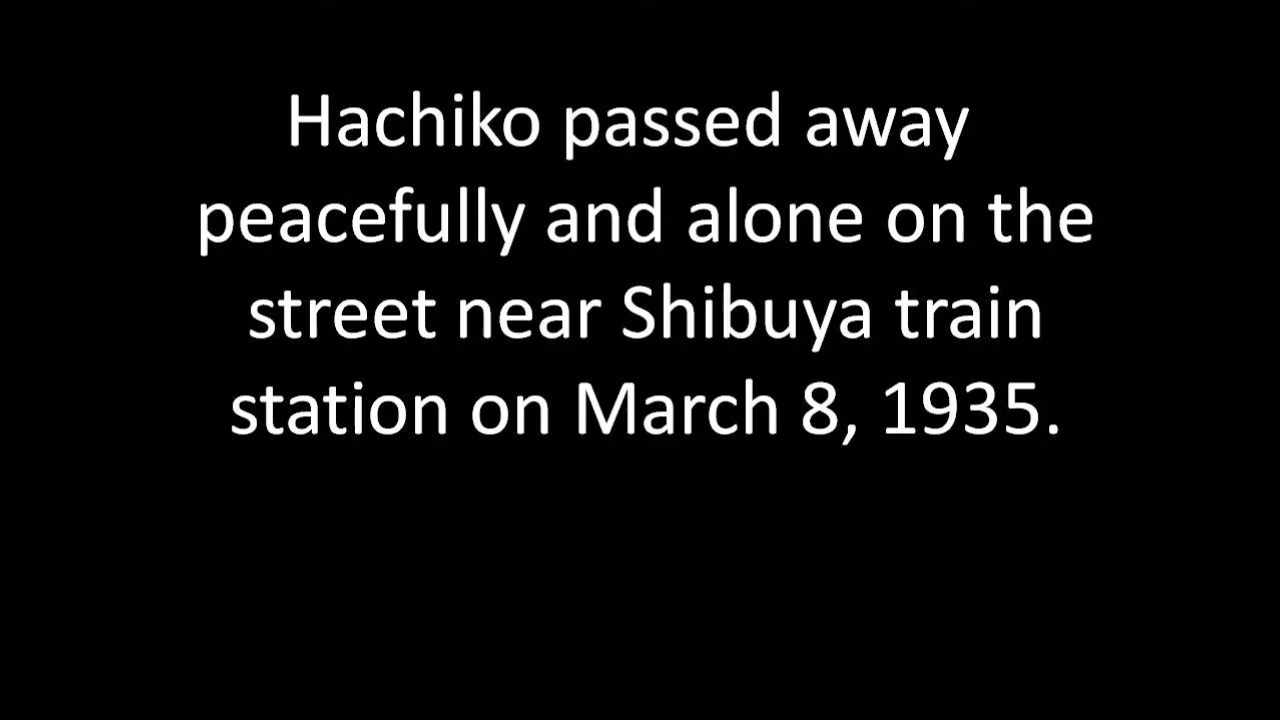 Hachiko passed away
peacefully and alone on the
street near Shibuya train
station on March 8, 1935.